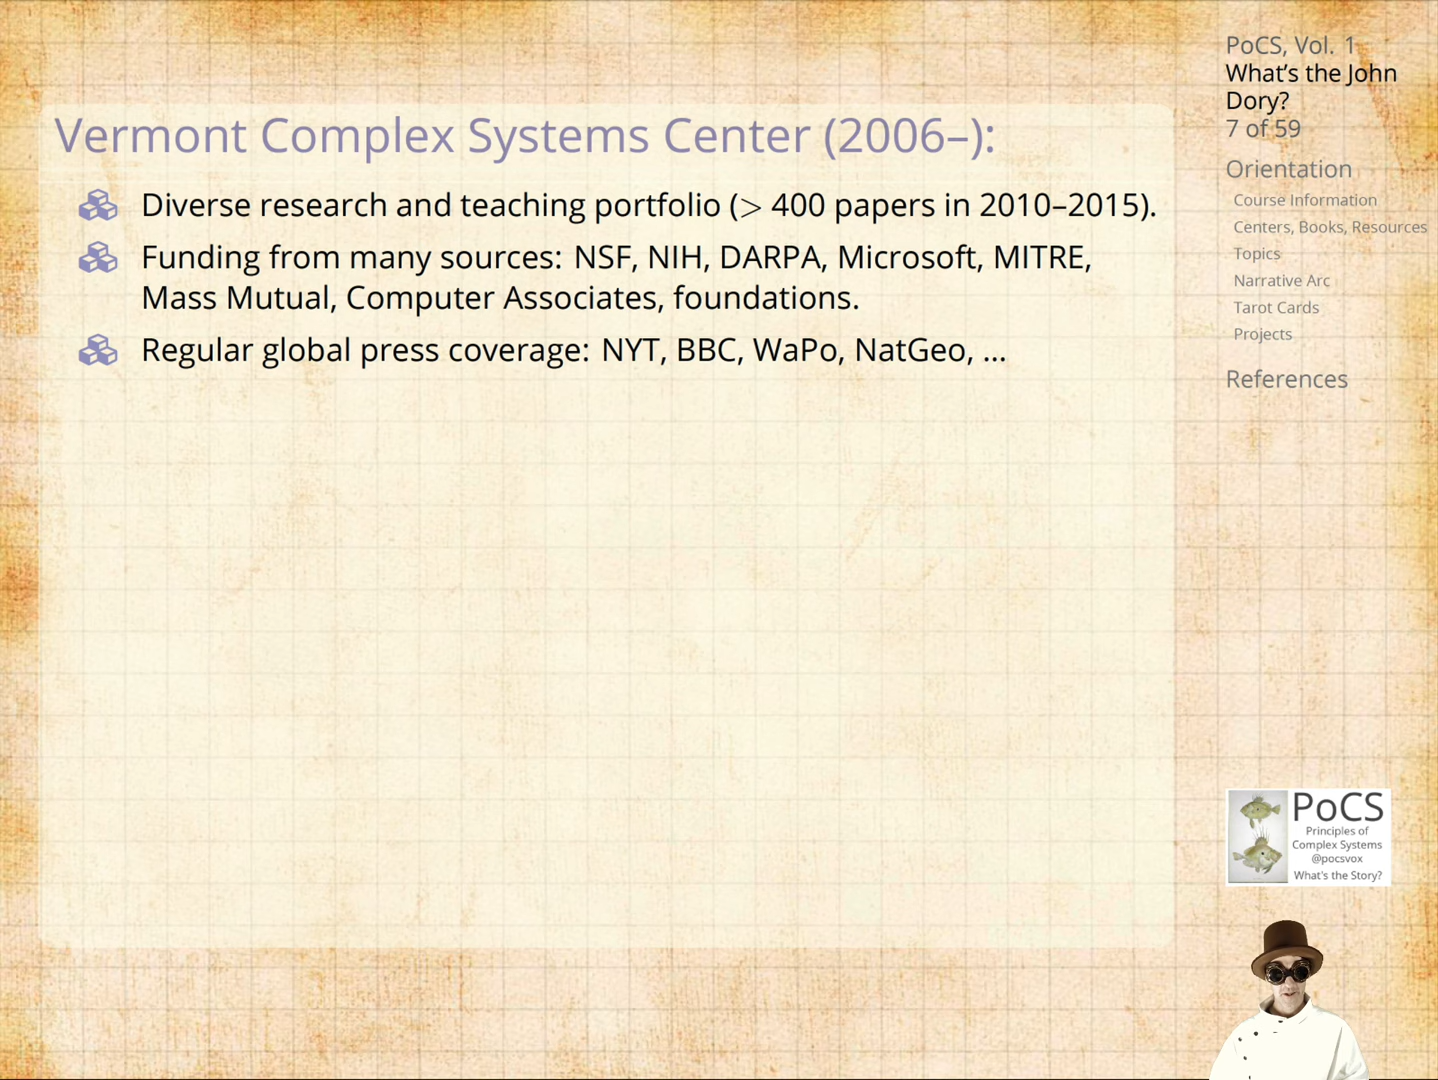 Vermont Complex Systems Center (2006–):
Diverse research and teaching portfolio (> 400 papers in 2010–2015).
Funding from many sources: NSF, NIH, DARPA, Microsoft, MITRE,
Mass Mutual, Computer Associates, foundations.
Regular global press coverage: NYT, BBC, WaPo, NatGeo, ...
PoCS, Vol. 1
What's the John
Dory?
7 of 59
Orientation
Course Information
Centers, Books, Resources
Topics
Narrative Arc
Tarot Cards
Projects
References
PoCS
Principles of
Complex Systems
@pocsvox
What's the Story?